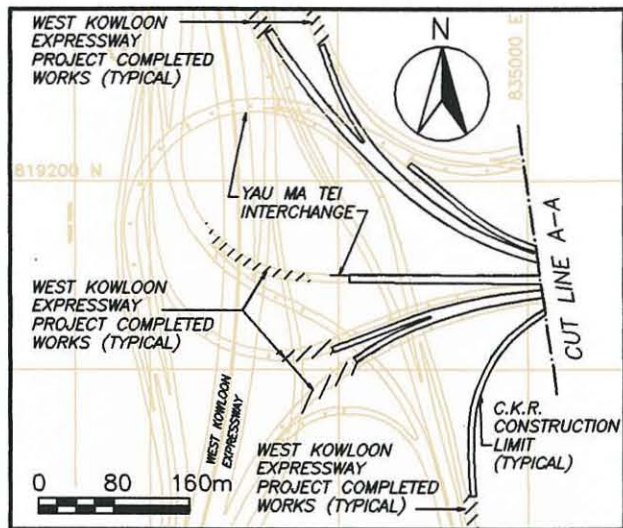 WEST KOWLOON
EXPRESSWAY
PROJECT COMPLETED
WORKS (TYPICAL)
N
835000 E
819200 N
YAU MA TEI
INTERCHANGE
CUT LINE A-A
WEST KOWLOON
EXPRESSWAY
PROJECT COMPLETED
WORKS (TYPICAL)
WEST KOWLOON
EXPRESSWAY
C.K.R.
CONSTRUCTION
LIMIT
(TYPICAL)
WEST KOWLOON
EXPRESSWAY
PROJECT COMPLETED
WORKS (TYPICAL)
0 80 160m